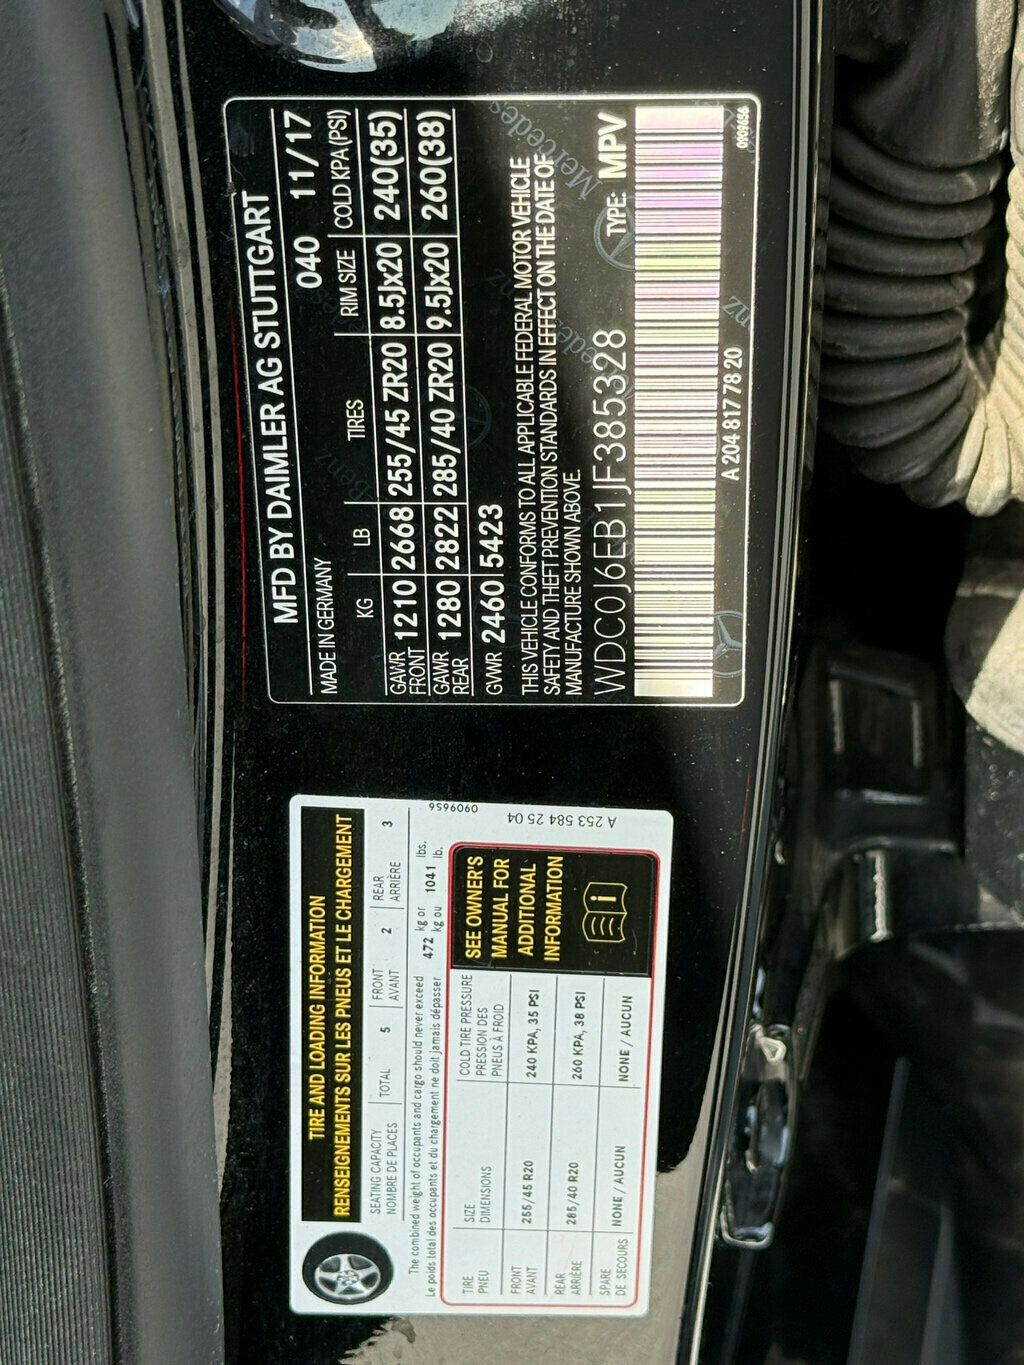 MFD BY DAIMLER AG STUTTGART
MADE IN GERMANY 040 11/17
KG LB TIRES RIM SIZE COLD KPA(PSI)
GAWR FRONT 1210 2668 255/45 ZR20 8.5Jx20 240(35)
GAWR REAR 1280 2822 285/40 ZR20 9.5Jx20 260(38)
GVWR 2460 5423
THIS VEHICLE CONFORMS TO ALL APPLICABLE FEDERAL MOTOR VEHICLE
SAFETY AND THEFT PREVENTION STANDARDS IN EFFECT ON THE DATE OF
MANUFACTURE SHOWN ABOVE.
WDC0J6EB1JF385328 TYPE: MPV
A 204 817 78 20
0909656
Mercedes
Benz
TIRE AND LOADING INFORMATION
RENSEIGNEMENTS SUR LES PNEUS ET LE CHARGEMENT
SEATING CAPACITY TOTAL 5 FRONT 2 REAR 3
NOMBRE DE PLACES AVANT ARRIÈRE
The combined weight of occupants and cargo should never exceed 472 kg or 1041 lbs.
Le poids total des occupants et du chargement ne doit jamais dépasser kg ou lb.
TIRE SIZE COLD TIRE PRESSURE
PNEU DIMENSIONS PRESSION DES PNEUS À FROID
FRONT AVANT 255/45 R20 240 KPA, 35 PSI
REAR ARRIÈRE 285/40 R20 260 KPA, 38 PSI
SPARE DE SECOURS NONE / AUCUN NONE / AUCUN
SEE OWNER'S
MANUAL FOR
ADDITIONAL
INFORMATION
A 253 584 25 04
0909656